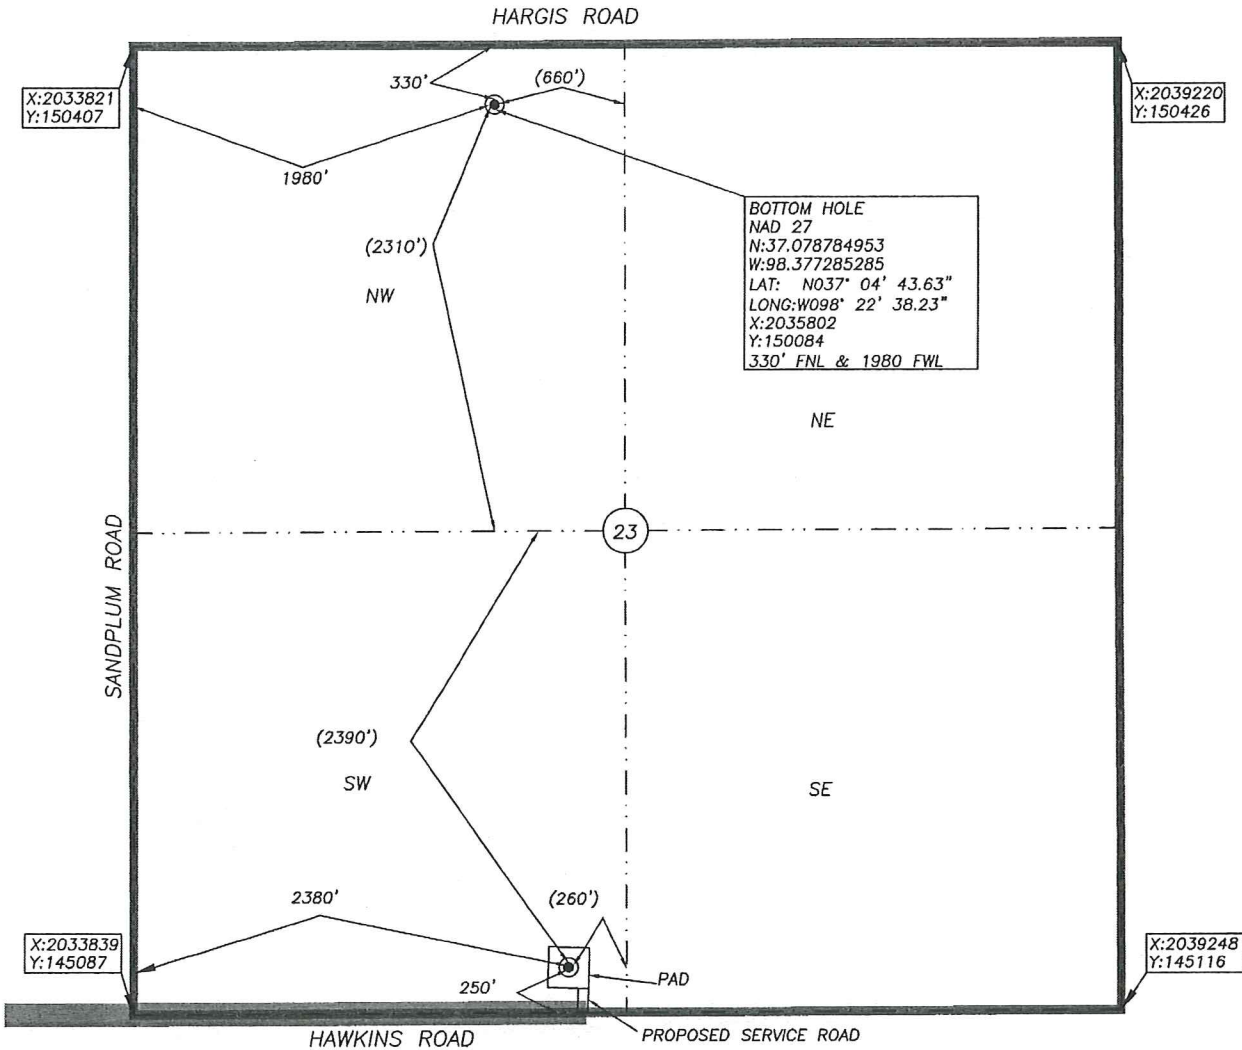 HARGIS ROAD
X:2033821
Y:150407
330'
(660')
X:2039220
Y:150426
1980'
(2310')
NW
BOTTOM HOLE
NAD 27
N:37.078784953
W:98.377285285
LAT: N037° 04' 43.63"
LONG:W098° 22' 38.23"
X:2035802
Y:150084
330' FNL & 1980 FWL
NE
23
SANDPLUM ROAD
(2390')
SW
SE
2380'
(260')
X:2033839
Y:145087
X:2039248
Y:145116
250'
PAD
HAWKINS ROAD
PROPOSED SERVICE ROAD